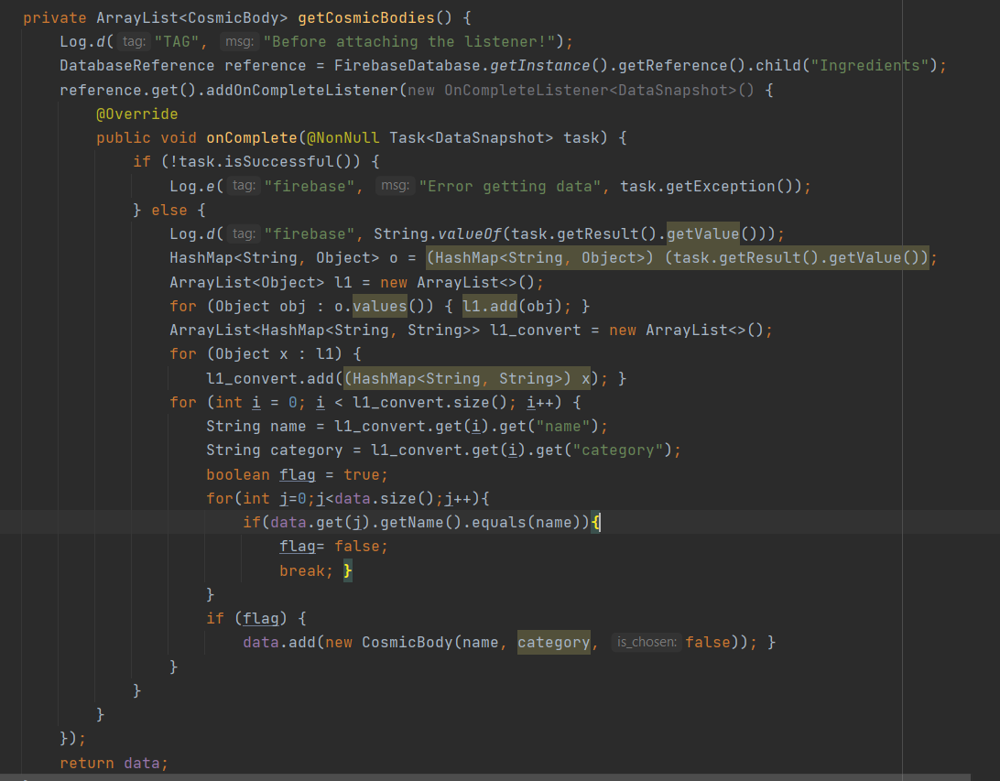 private ArrayList<CosmicBody> getCosmicBodies() {
Log.d( tag: "TAG", msg: "Before attaching the listener!");
DatabaseReference reference = FirebaseDatabase.getInstance().getReference().child("Ingredients");
reference.get().addOnCompleteListener(new OnCompleteListener<DataSnapshot>() {
@Override
public void onComplete(@NonNull Task<DataSnapshot> task) {
if (!task.isSuccessful()) {
Log.e( tag: "firebase", msg: "Error getting data", task.getException());
} else {
Log.d( tag: "firebase", String.valueOf(task.getResult().getValue()));
HashMap<String, Object> o = (HashMap<String, Object>) (task.getResult().getValue());
ArrayList<Object> l1 = new ArrayList<>();
for (Object obj : o.values()) { l1.add(obj); }
ArrayList<HashMap<String, String>> l1_convert = new ArrayList<>();
for (Object x : l1) {
l1_convert.add((HashMap<String, String>) x); }
for (int i = 0; i < l1_convert.size(); i++) {
String name = l1_convert.get(i).get("name");
String category = l1_convert.get(i).get("category");
boolean flag = true;
for(int j=0;j<data.size();j++){
if(data.get(j).getName().equals(name)){
flag= false;
break; }
}
if (flag) {
data.add(new CosmicBody(name, category, is_chosen: false)); }
}
}
}
});
return data;